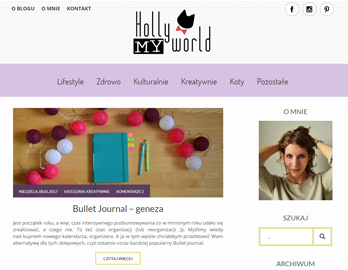 O BLOGU O MNIE KONTAKT
Holly
MY world
Lifestyle Zdrowo Kulturalnie Kreatywnie Koty Pozostałe
O MNIE
NIEDZIELA, 08.01.2017 KATEGORIA: KREATYWNIE KOMENTARZE 2
Bullet Journal – geneza
Jest początek roku, a więc czas intensywnego podsumowywania co w minionym roku udało się
zrealizować, a czego nie. To też czas organizacji (lub reorganizacji ;)). Myślimy wtedy
nad kupnem nowego kalendarza, organizera. A ja w tym wpisie chciałabym przedstawić Wam
alternatywę dla tych sklepowych, czyli ostatnio coraz bardziej popularny Bullet Journal.
CZYTAJ WIĘCEJ
SZUKAJ
ARCHIWUM